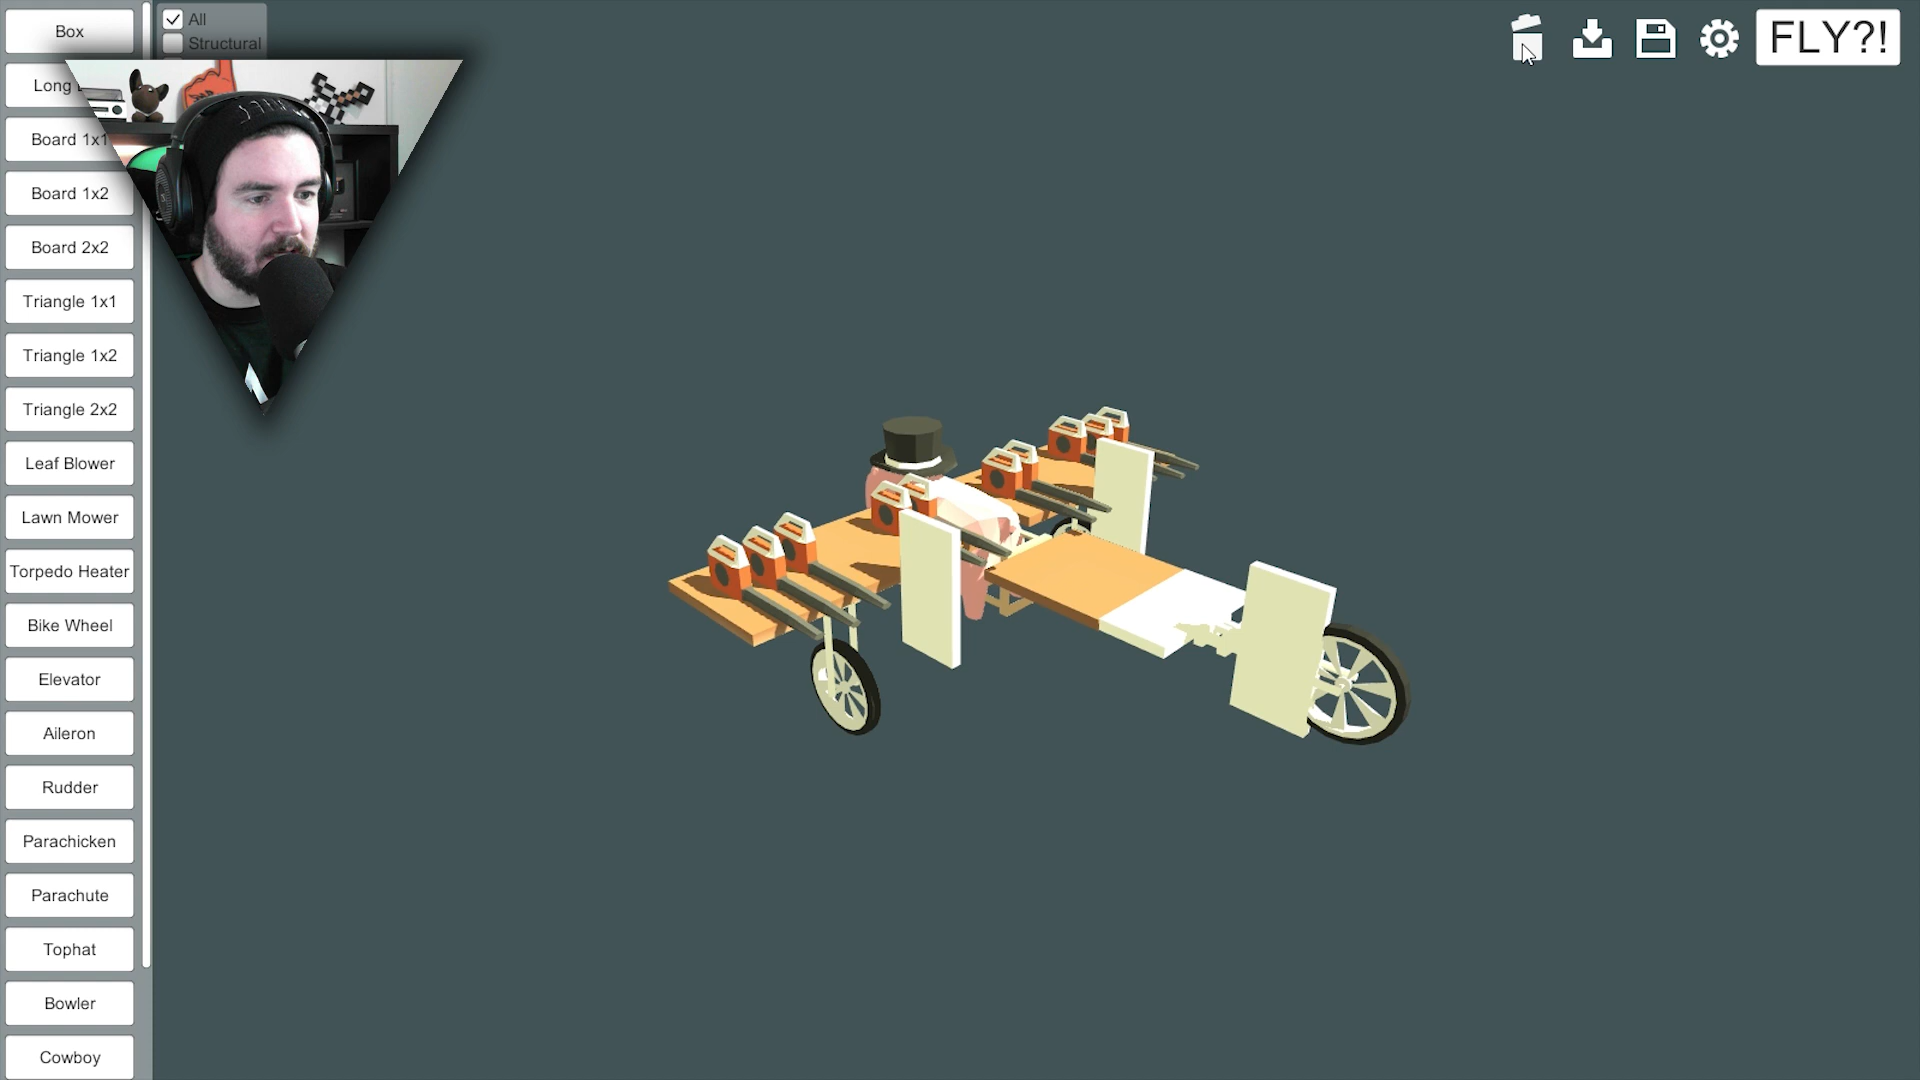 Box
All
Structural
FLY?!
Long
Board 1x1
Board 1x2
Board 2x2
Triangle 1x1
Triangle 1x2
Triangle 2x2
Leaf Blower
Lawn Mower
Torpedo Heater
Bike Wheel
Elevator
Aileron
Rudder
Parachicken
Parachute
Tophat
Bowler
Cowboy